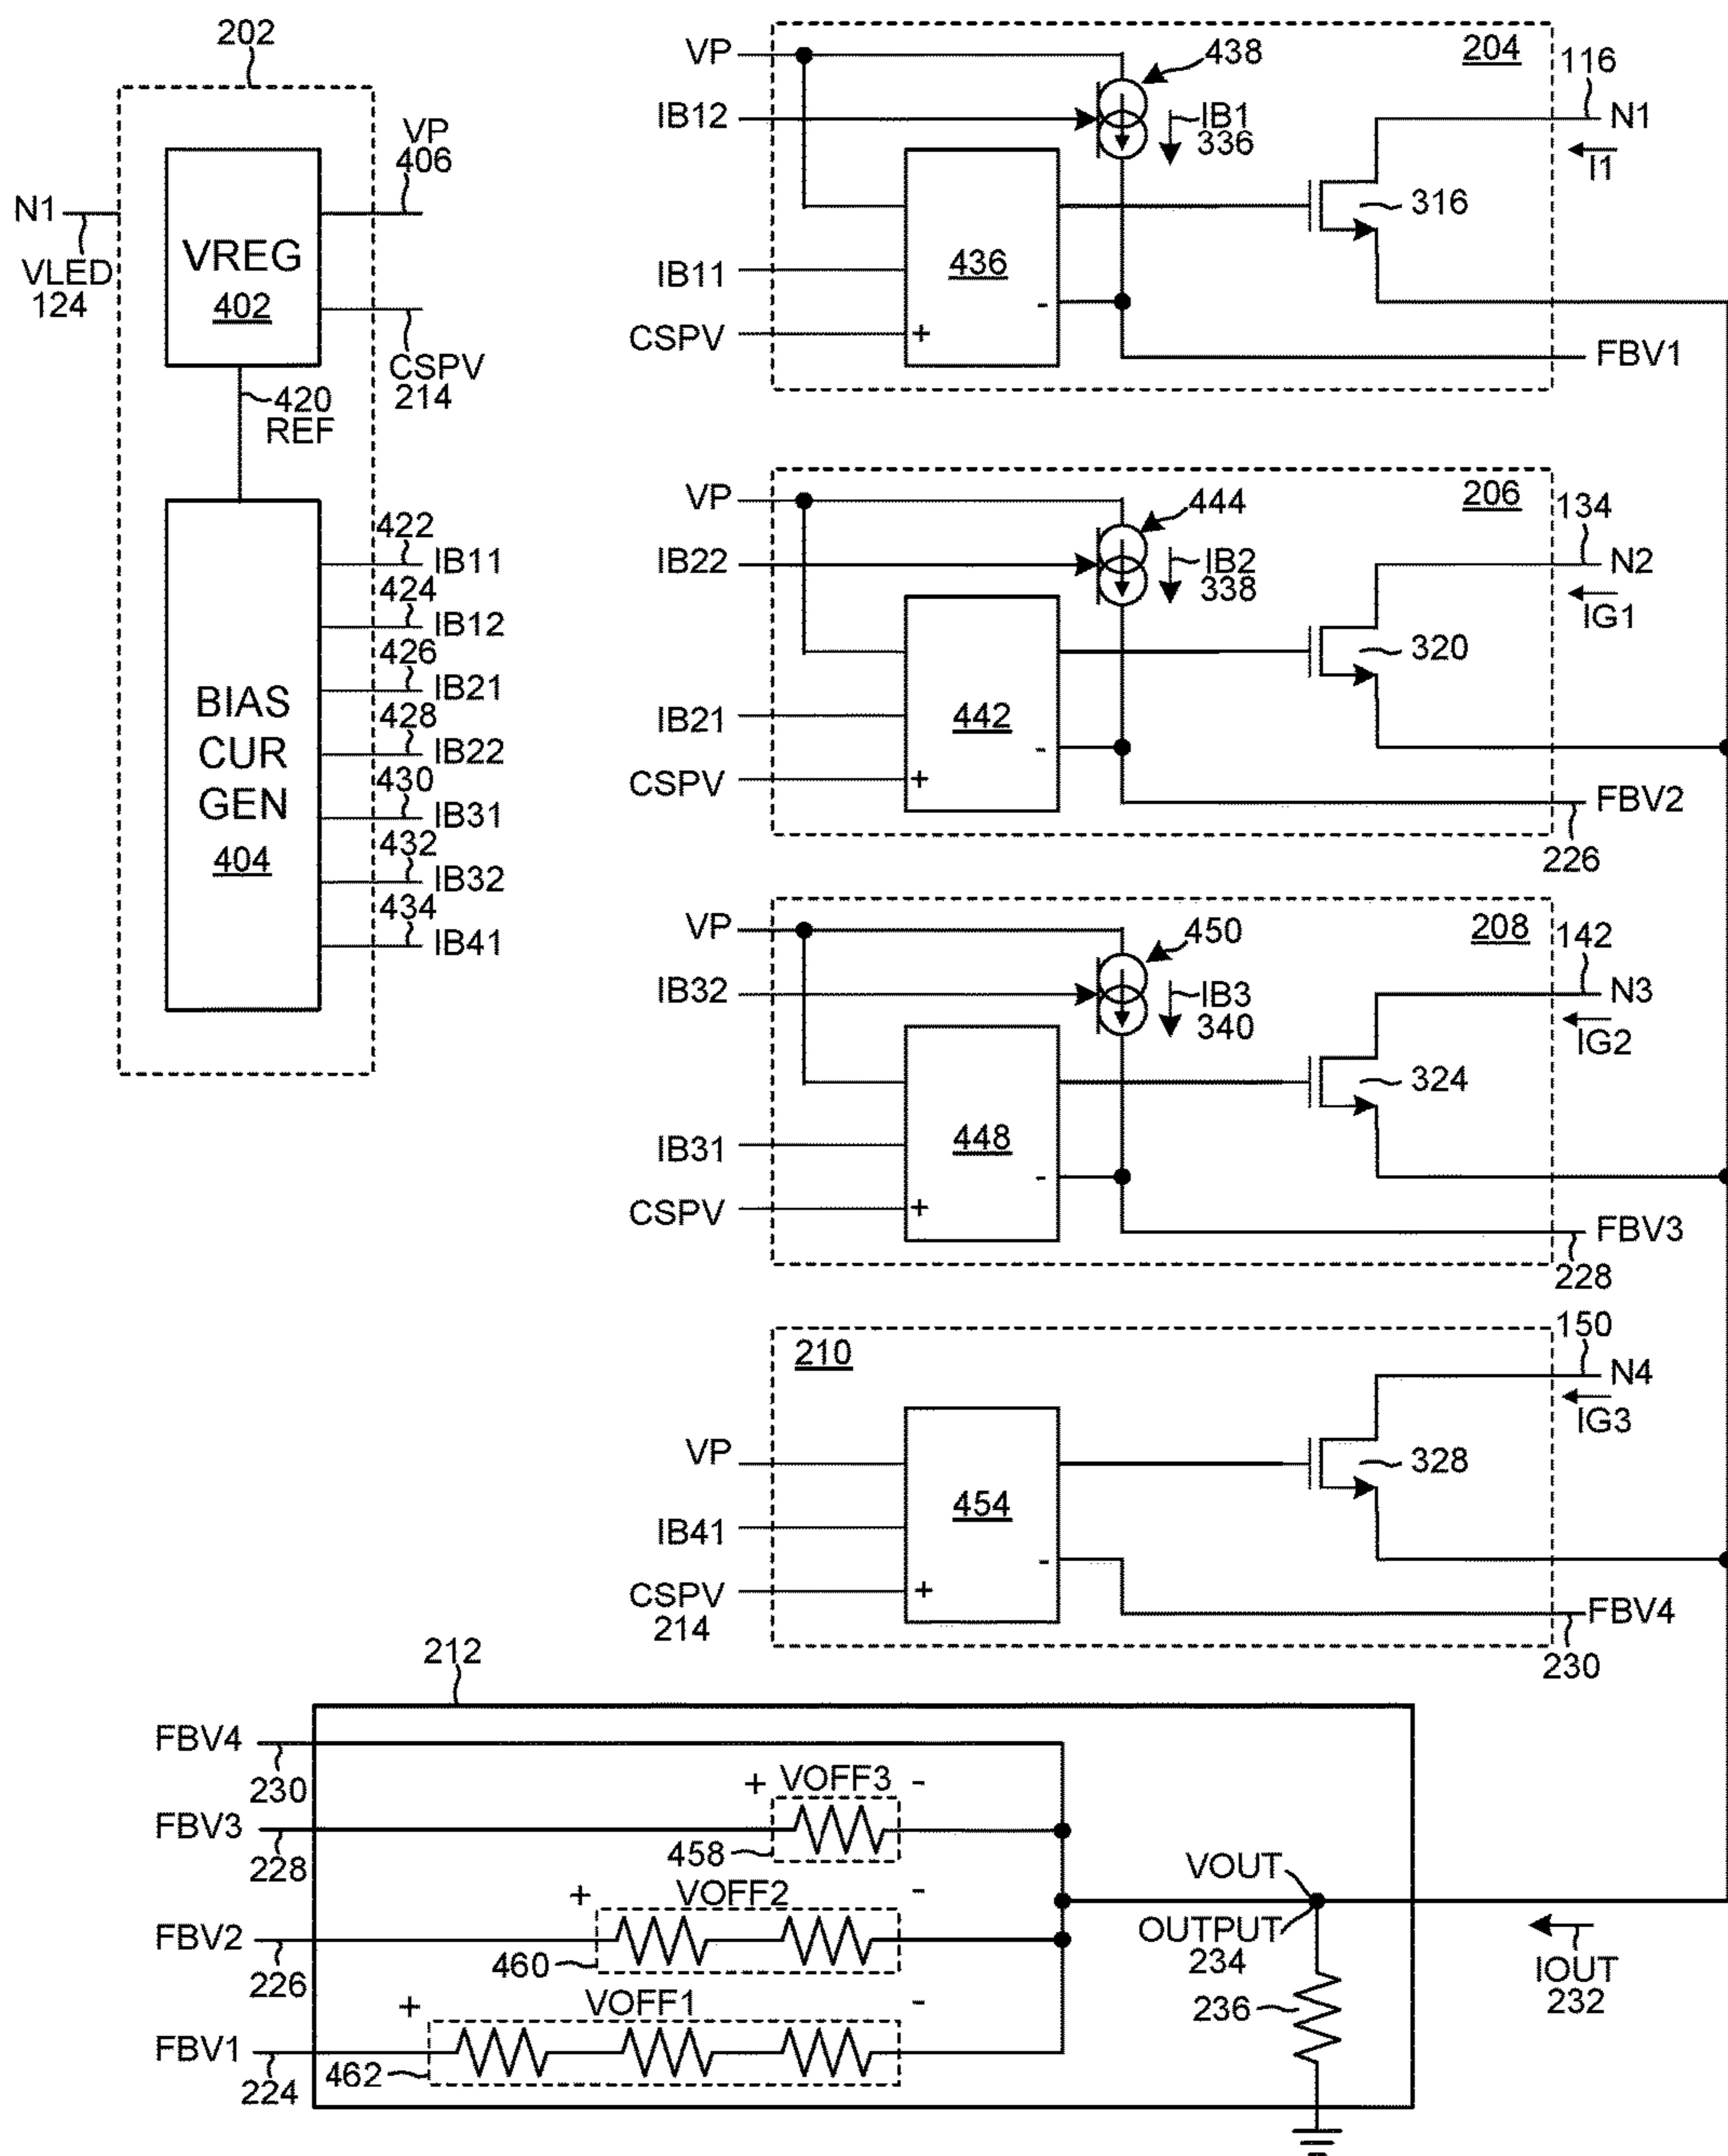 202
N1
VLED
124
VREG
402
VP
406
CSPV
214
420
REF
BIAS
CUR
GEN
404
422
IB11
424
IB12
426
IB21
428
IB22
430
IB31
432
IB32
434
IB41
VP
IB12
IB11
CSPV
438
IB1
336
436
-
+
204
116
N1
I1
316
FBV1
VP
IB22
IB21
CSPV
444
IB2
338
442
-
+
206
134
N2
IG1
320
FBV2
226
VP
IB32
IB31
CSPV
450
IB3
340
448
-
+
208
142
N3
IG2
324
FBV3
228
210
VP
IB41
CSPV
214
454
-
+
150
N4
IG3
328
FBV4
230
212
FBV4
230
FBV3
228
+ VOFF3 -
458
FBV2
226
+ VOFF2 -
460
FBV1
224
+ VOFF1 -
462
VOUT
OUTPUT
234
236
IOUT
232